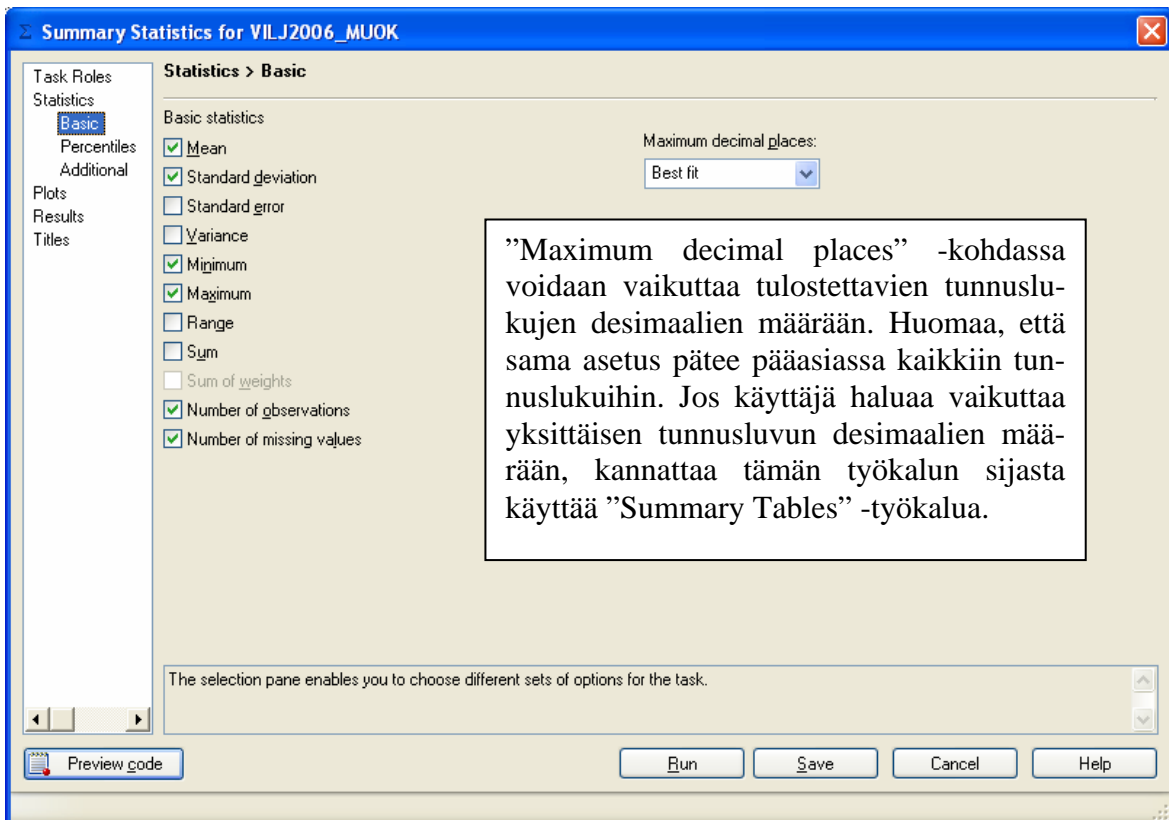 Σ Summary Statistics for VILJ2006_MUOK
Task Roles
Statistics
Basic
Percentiles
Additional
Plots
Results
Titles
Statistics > Basic
Basic statistics
Mean
Standard deviation
Standard error
Variance
Minimum
Maximum
Range
Sum
Sum of weights
Number of observations
Number of missing values
Maximum decimal places:
Best fit
”Maximum decimal places” -kohdassa
voidaan vaikuttaa tulostettavien tunnuslu-
kujen desimaalien määrään. Huomaa, että
sama asetus pätee pääasiassa kaikkiin tun-
nuslukuihin. Jos käyttäjä haluaa vaikuttaa
yksittäisen tunnusluvun desimaalien mää-
rään, kannattaa tämän työkalun sijasta
käyttää ”Summary Tables” -työkalua.
The selection pane enables you to choose different sets of options for the task.
Preview code
Run
Save
Cancel
Help